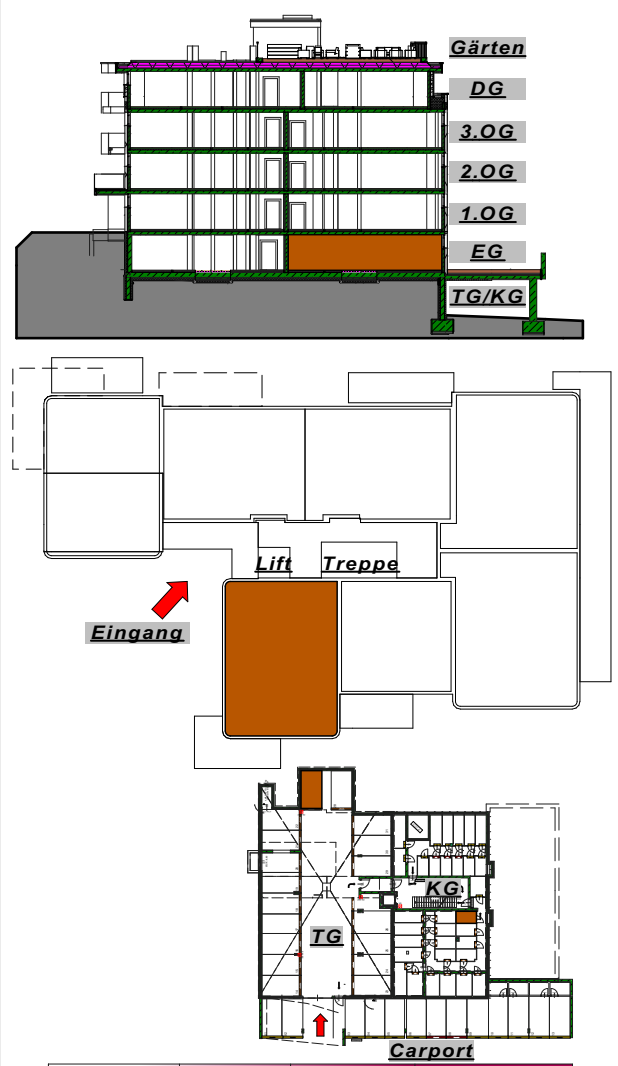 Gärten
DG
3.OG
2.OG
1.OG
EG
TG/KG
Lift
Treppe
Eingang
KG
TG
Carport